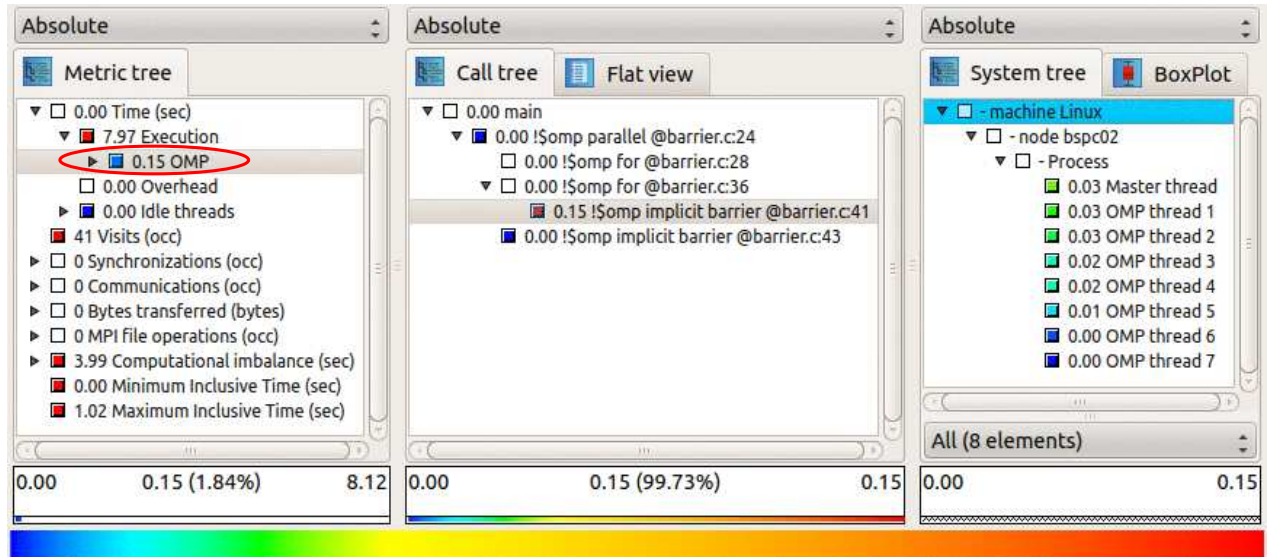 Absolute
Metric tree
0.00 Time (sec)
7.97 Execution
0.15 OMP
0.00 Overhead
0.00 Idle threads
41 Visits (occ)
0 Synchronizations (occ)
0 Communications (occ)
0 Bytes transferred (bytes)
0 MPI file operations (occ)
3.99 Computational imbalance (sec)
0.00 Minimum Inclusive Time (sec)
1.02 Maximum Inclusive Time (sec)
0.00 0.15 (1.84%) 8.12
Absolute
Call tree Flat view
0.00 main
0.00 !$omp parallel @barrier.c:24
0.00 !$omp for @barrier.c:28
0.00 !$omp for @barrier.c:36
0.15 !$omp implicit barrier @barrier.c:41
0.00 !$omp implicit barrier @barrier.c:43
0.00 0.15 (99.73%) 0.15
Absolute
System tree BoxPlot
- machine Linux
- node bspc02
- Process
0.03 Master thread
0.03 OMP thread 1
0.03 OMP thread 2
0.02 OMP thread 3
0.02 OMP thread 4
0.01 OMP thread 5
0.00 OMP thread 6
0.00 OMP thread 7
All (8 elements)
0.00 0.15